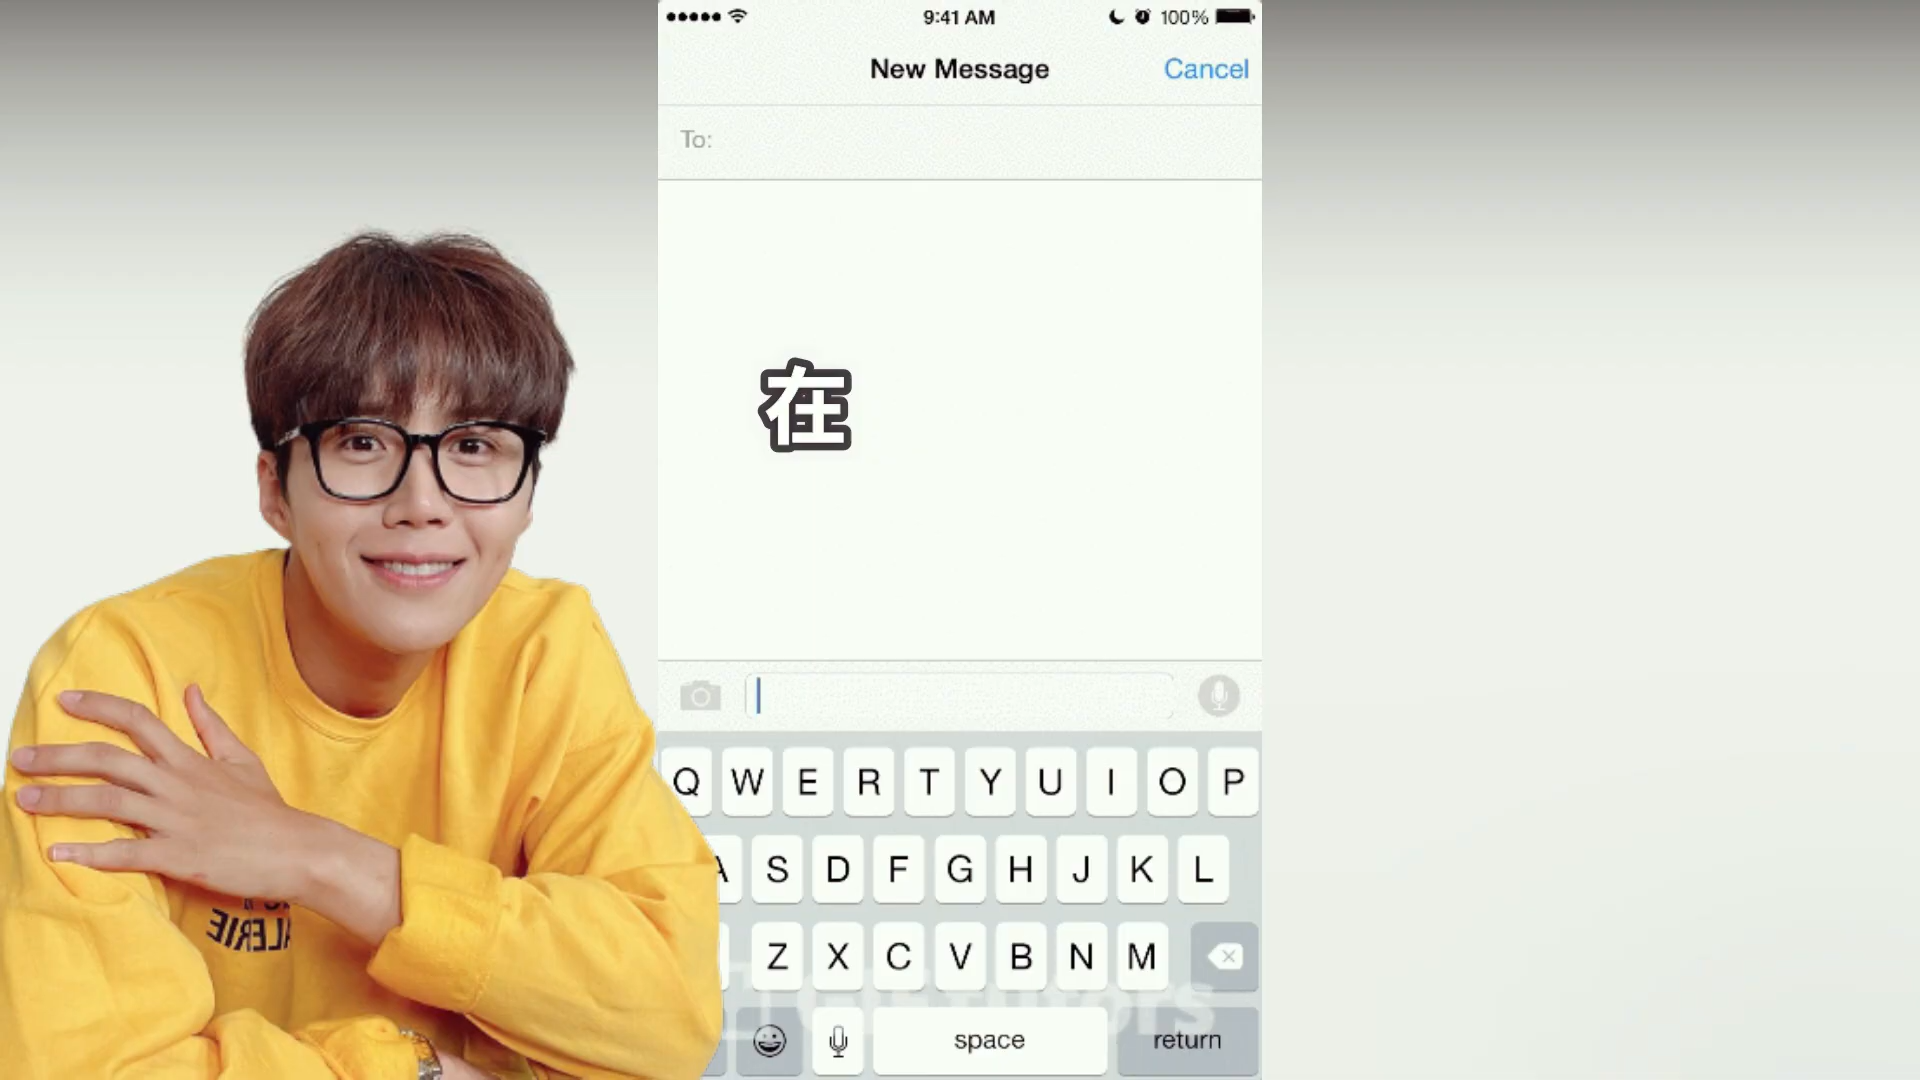 9:41 AM
100%
New Message
Cancel
To:
在
Q W E R T Y U I O P
A S D F G H J K L
Z X C V B N M
space
return